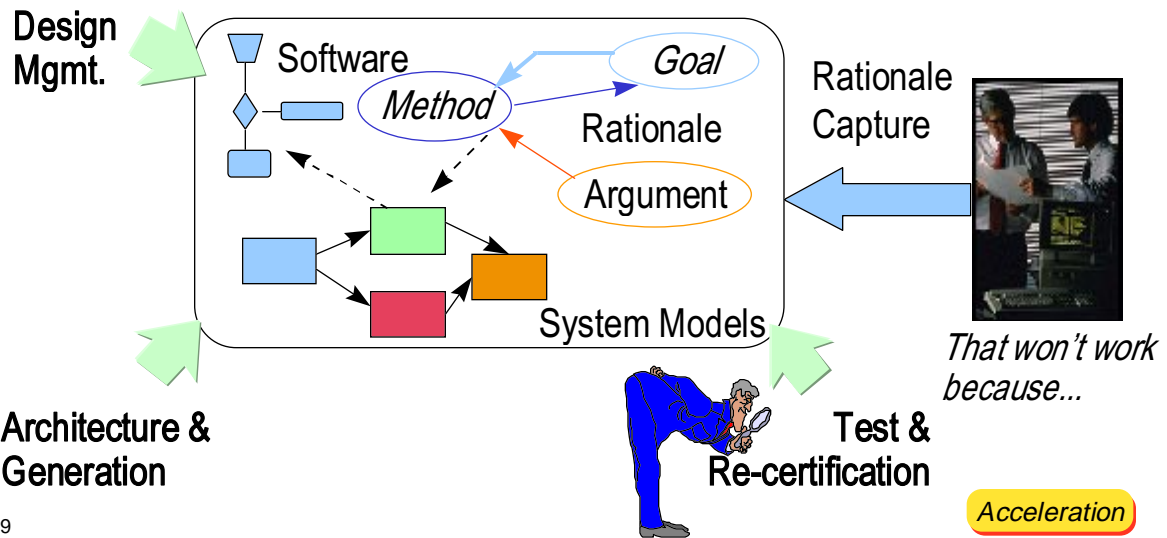 Design
Mgmt.
Software
Goal
Method
Rationale
Argument
System Models
Rationale
Capture
That won't work
because...
Architecture &
Generation
Test &
Re-certification
Acceleration
9